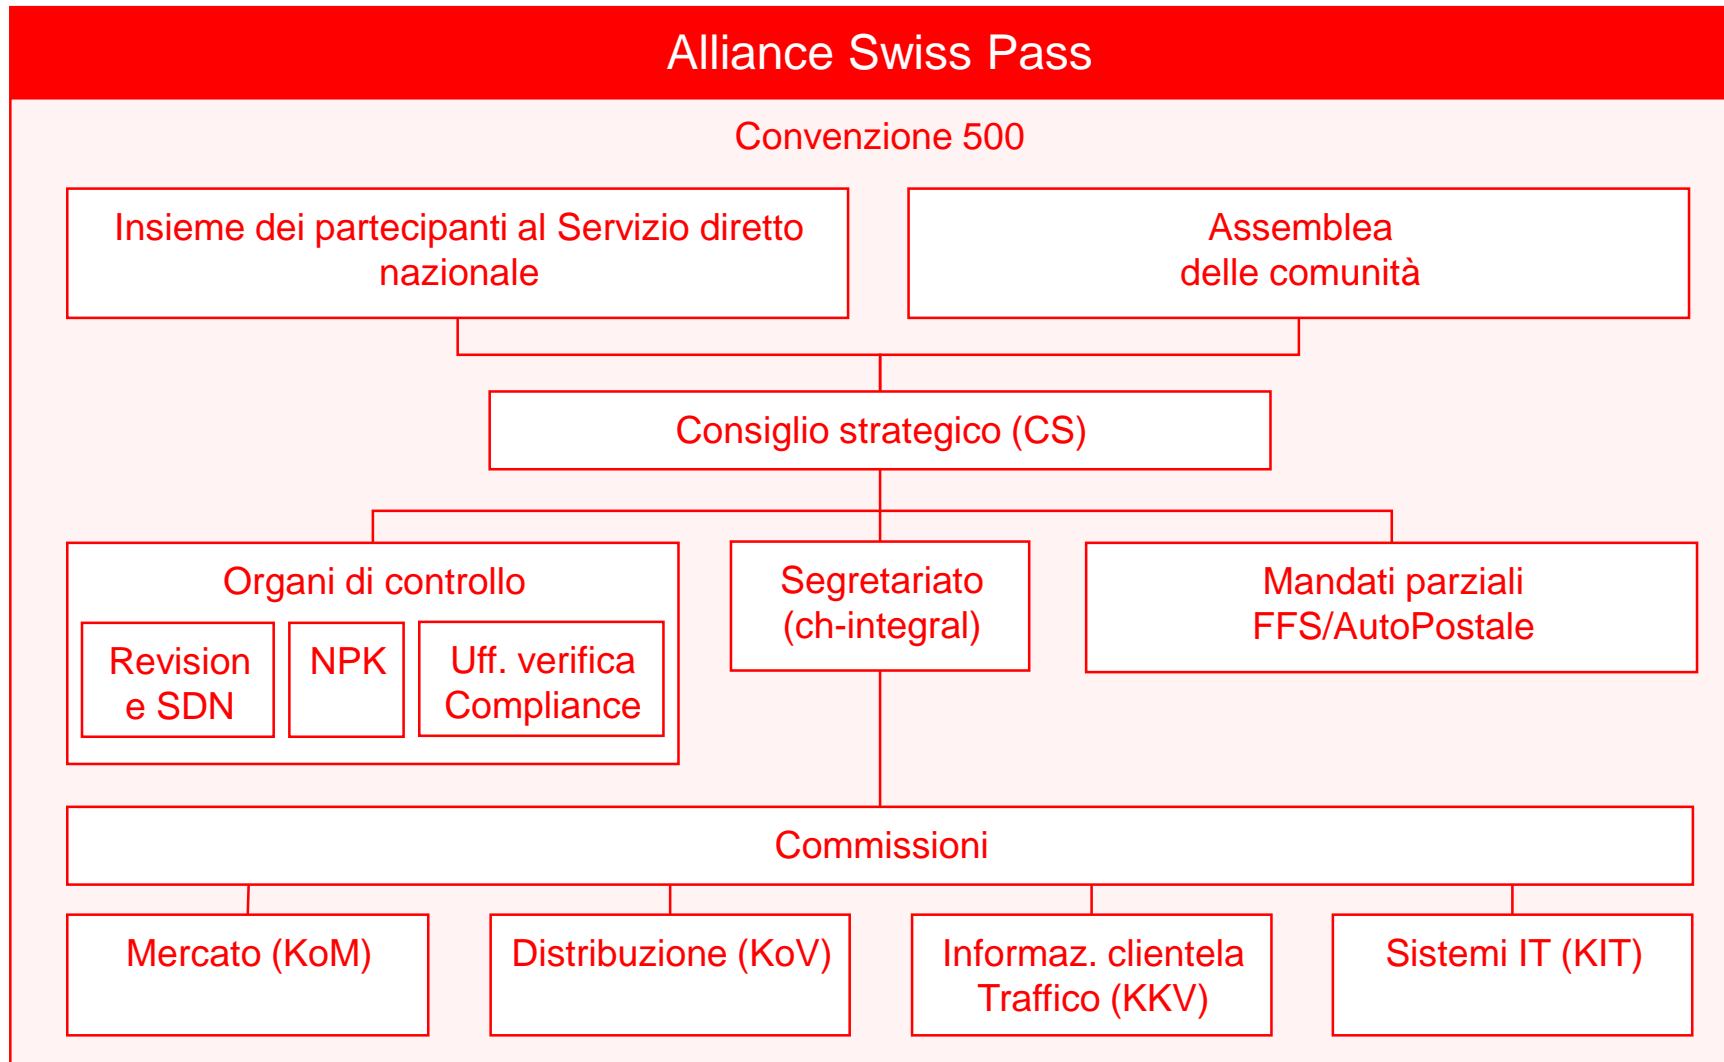 Alliance Swiss Pass
Convenzione 500
Insieme dei partecipanti al Servizio diretto
nazionale
Assemblea
delle comunità
Consiglio strategico (CS)
Organi di controllo
Revision
e SDN
NPK
Uff. verifica
Compliance
Segretariato
(ch-integral)
Mandati parziali
FFS/AutoPostale
Commissioni
Mercato (KoM)
Distribuzione (KoV)
Informaz. clientela
Traffico (KKV)
Sistemi IT (KIT)